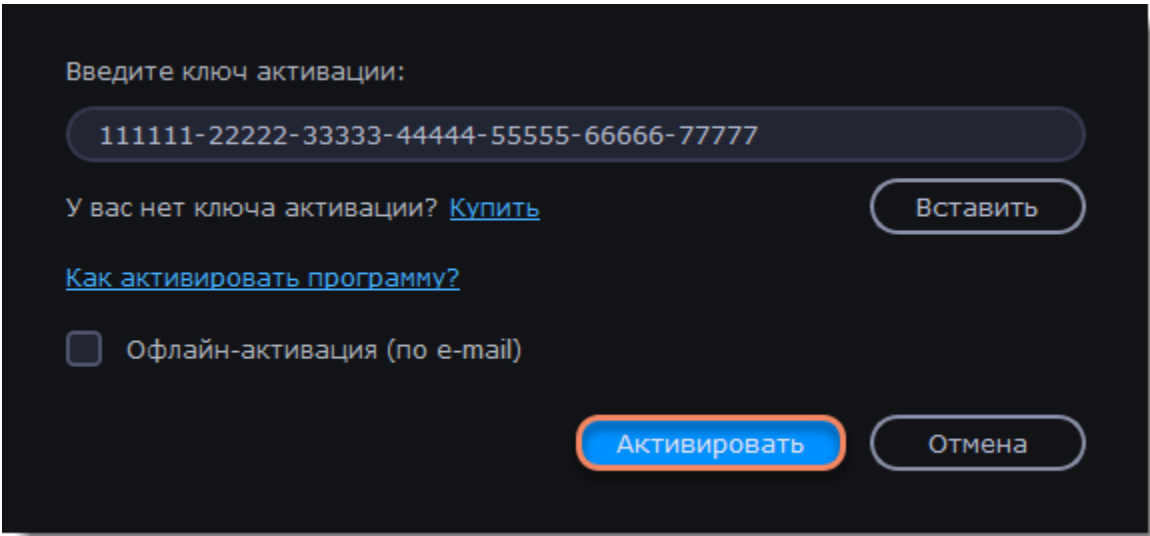 Введите ключ активации:
111111-22222-33333-44444-55555-66666-77777
У вас нет ключа активации? Купить
Вставить
Как активировать программу?
Офлайн-активация (по e-mail)
Активировать
Отмена